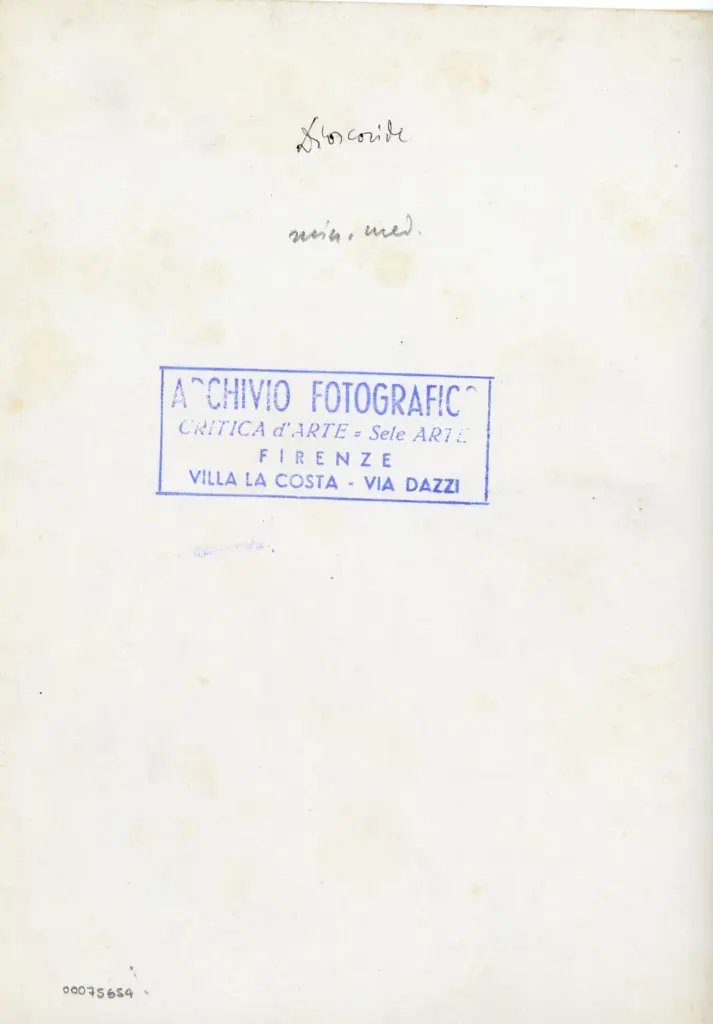 Dioscoride
min. med.
ARCHIVIO FOTOGRAFICO
CRITICA d'ARTE = Sele ARTE
FIRENZE
VILLA LA COSTA - VIA DAZZI
00075654